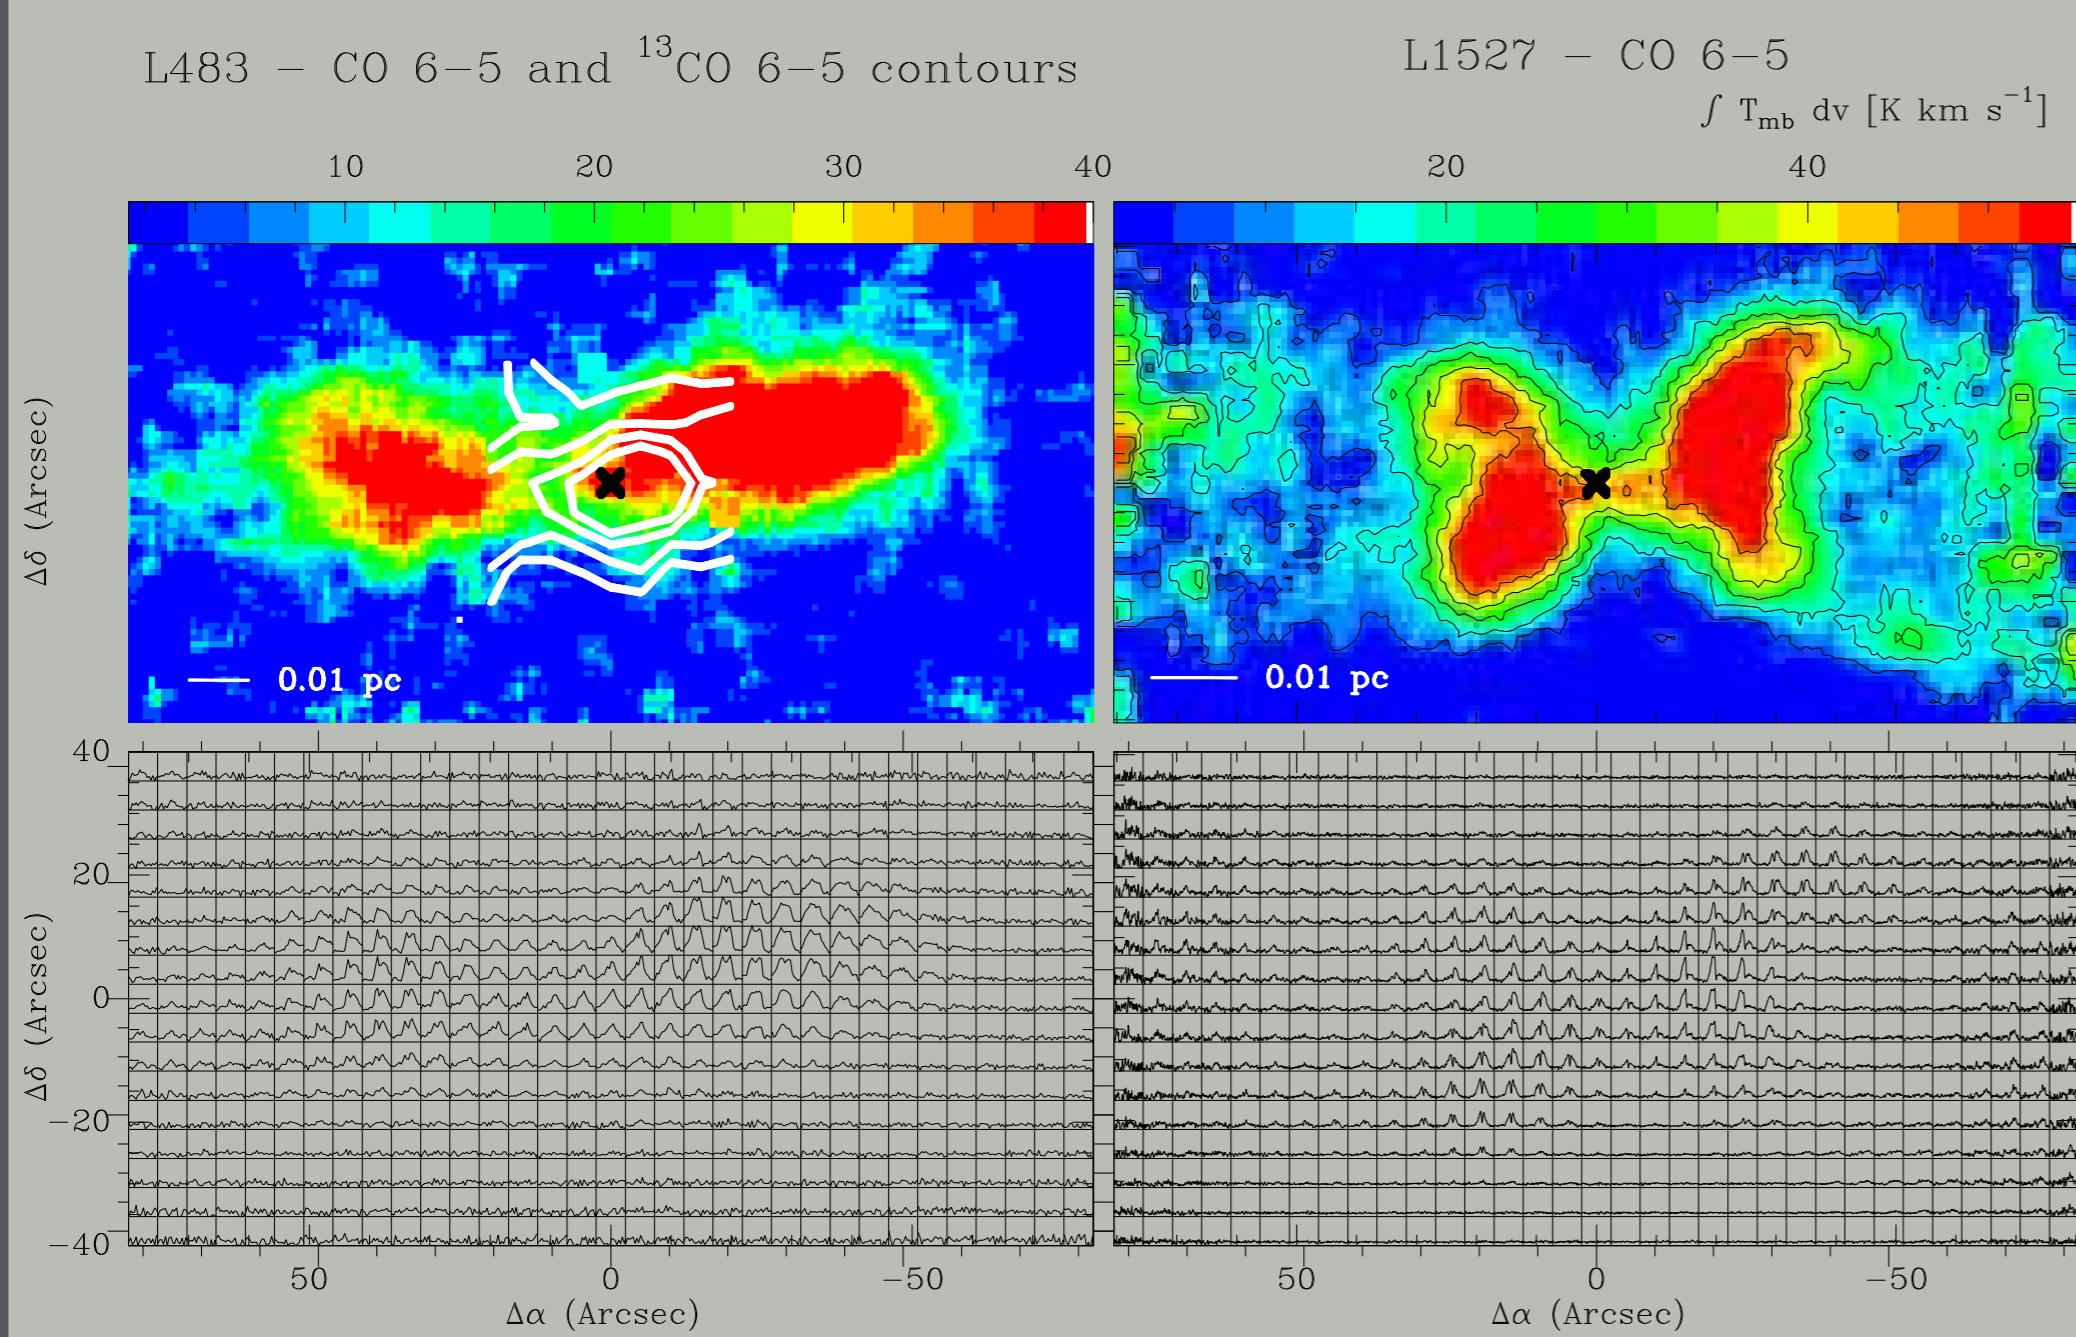 L483 − CO 6−5 and ¹³CO 6−5 contours
L1527 − CO 6−5
∫ T_mb dv [K km s⁻¹]
10 20 30 40
20 40
Δδ (Arcsec)
0.01 pc
0.01 pc
Δδ (Arcsec)
40
20
0
−20
−40
50 0 −50
50 0 −50
Δα (Arcsec)
Δα (Arcsec)